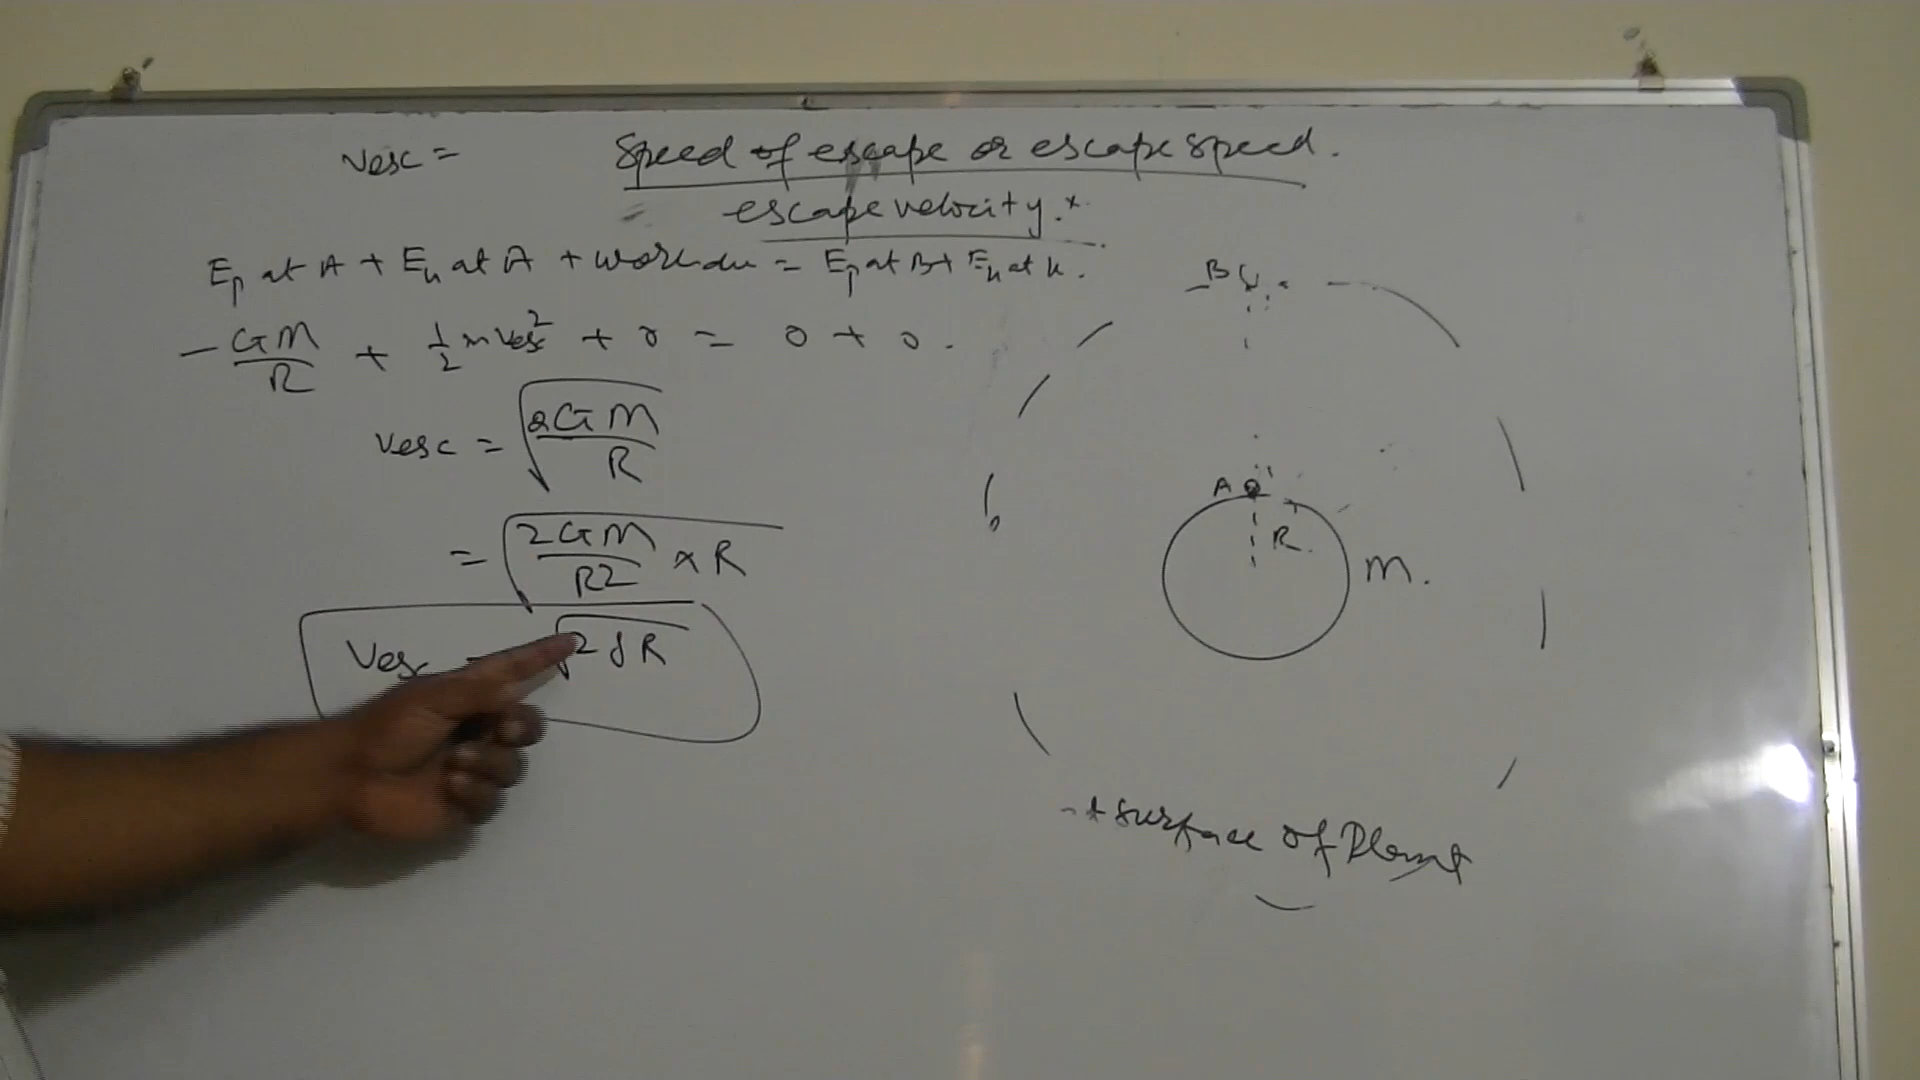 vesc = Speed of escape or escape speed.
escape velocity. x
Ep at A + Ek at A + work du = Ep at B + Ek at
- GM/R + 1/2 m vesc² + 0 = 0 + 0.
vesc = √(2GM/R)
= √(2GM/R2 × R)
Vesc = √(2gR)
B
A
R
M.
surface of Planet